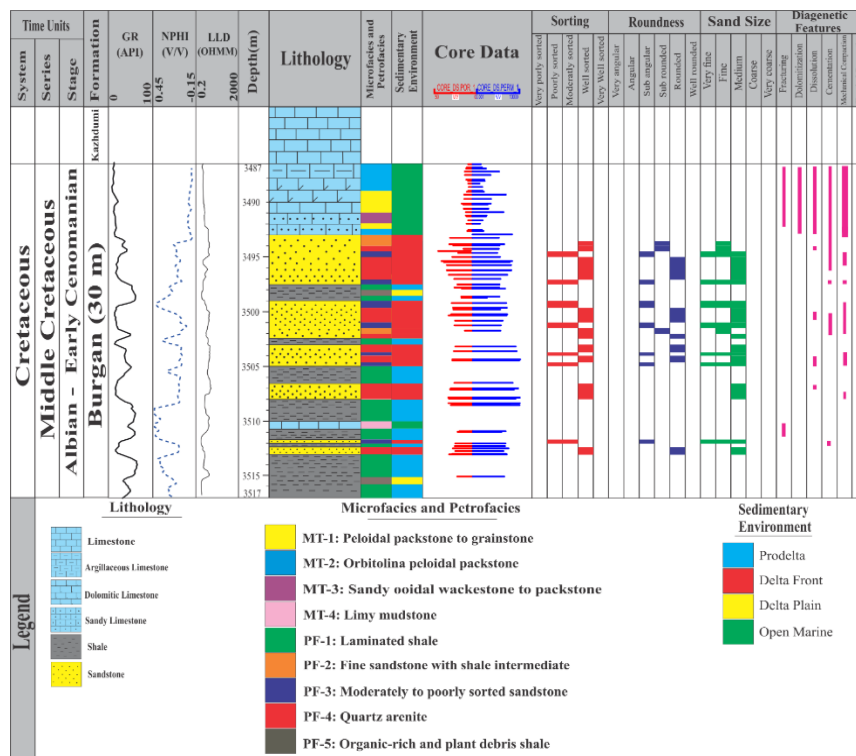 Time Units
System
Series
Stage
Formation
GR
(API)
0
100
NPHI
(V/V)
0.45
-0.15
LLD
(OHMM)
0.2
2000
Depth(m)
Lithology
Microfacies and
Petrofacies
Sedimentary
Environment
Core Data
Sorting
Very porly sorted
Poorly sorted
Moderately sorted
Well sorted
Very Well sorted
Roundness
Very angular
Angular
Sub angular
Sub rounded
Rounded
Well rounded
Sand Size
Very fine
Fine
Medium
Coarse
Very coarse
Diagenetic
Features
Fracturing
Dolomitization
Dissolution
Cementation
Mechanical Compaction
Cretaceous
Middle Cretaceous
Albian - Early Cenomanian
Kazhdumi
Burgan (30 m)
3487
3490
3495
3500
3505
3510
3515
3517
Legend
Lithology
Limestone
Argillaceous Limestone
Dolomitic Limestone
Sandy Limestone
Shale
Sandstone
Microfacies and Petrofacies
MT-1: Peloidal packstone to grainstone
MT-2: Orbitolina peloidal packstone
MT-3: Sandy ooidal wackestone to packstone
MT-4: Limy mudstone
PF-1: Laminated shale
PF-2: Fine sandstone with shale intermediate
PF-3: Moderately to poorly sorted sandstone
PF-4: Quartz arenite
PF-5: Organic-rich and plant debris shale
Sedimentary
Environment
Prodelta
Delta Front
Delta Plain
Open Marine